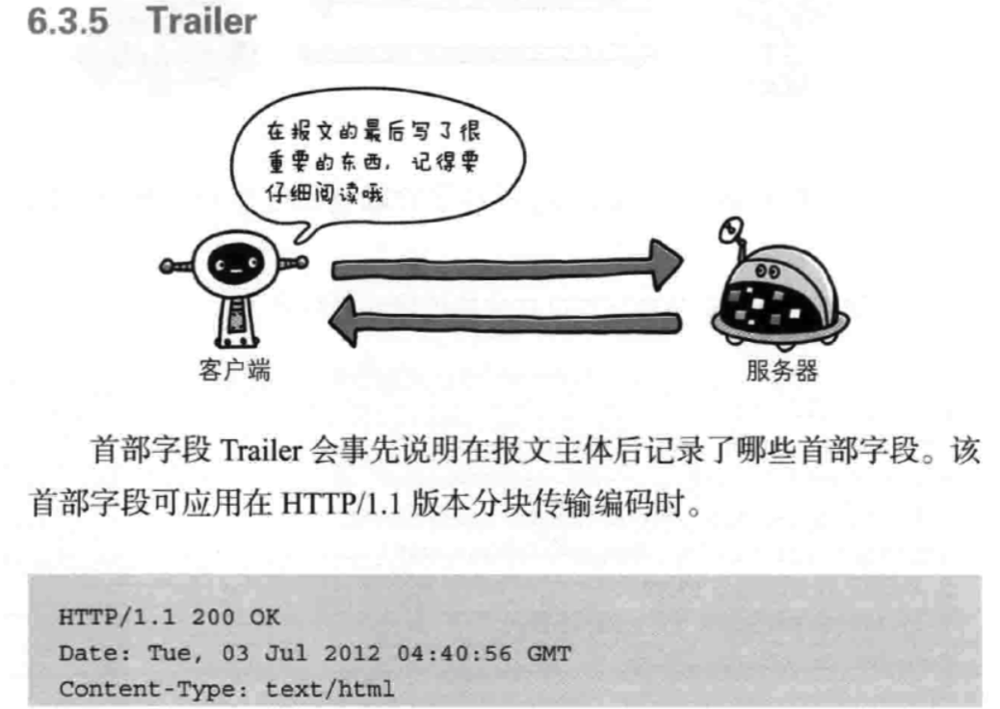 6.3.5 Trailer
在报文的最后写了很
重要的东西，记得要
仔细阅读哦
客户端
服务器
首部字段 Trailer 会事先说明在报文主体后记录了哪些首部字段。该
首部字段可应用在 HTTP/1.1 版本分块传输编码时。
HTTP/1.1 200 OK
Date: Tue, 03 Jul 2012 04:40:56 GMT
Content-Type: text/html